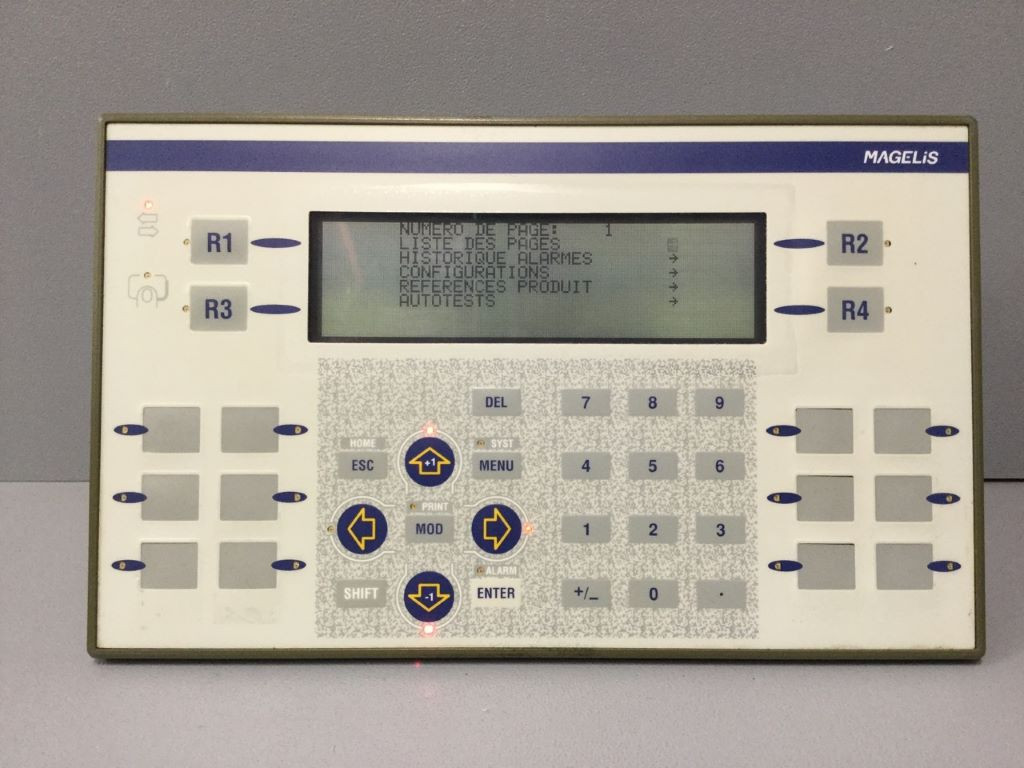 MAGELiS
R1
R2
R3
R4
NUMERO DE PAGE: 1
LISTE DES PAGES
HISTORIQUE ALARMES →
CONFIGURATIONS →
REFERENCES PRODUIT →
AUTOTESTS →
DEL 7 8 9
HOME SYST
ESC +1 MENU 4 5 6
PRINT
MOD 1 2 3
ALARM
SHIFT -1 ENTER +/_ 0 .